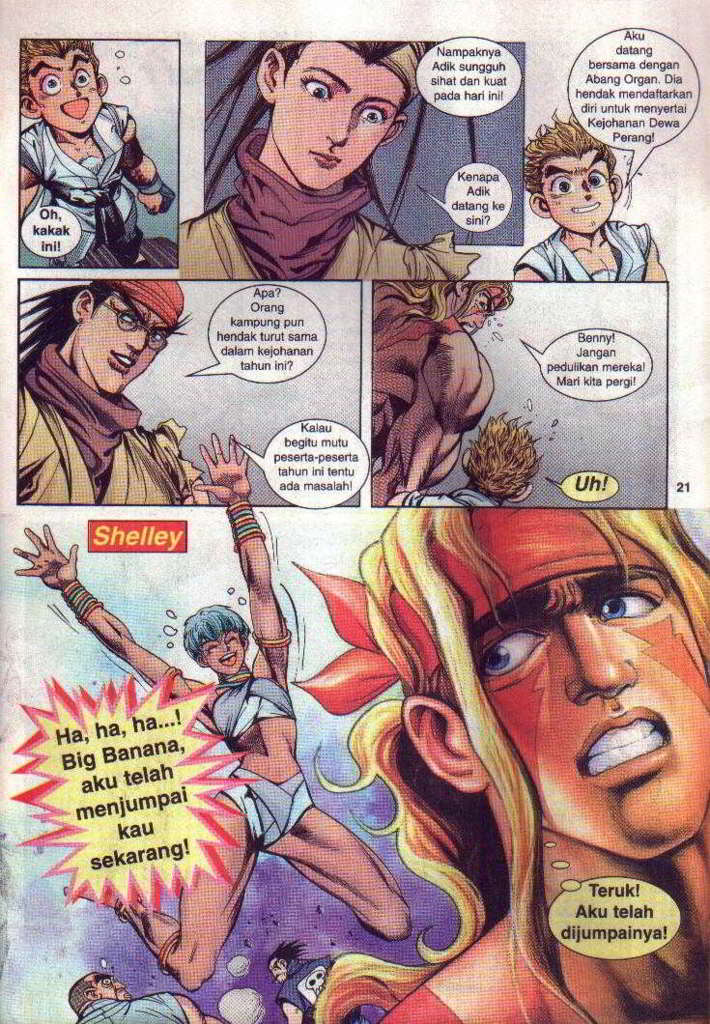 Oh,
kakak
ini!
Nampaknya
Adik sungguh
sihat dan kuat
pada hari ini!
Kenapa
Adik
datang ke
sini?
Aku
datang
bersama dengan
Abang Organ. Dia
hendak mendaftarkan
diri untuk menyertai
Kejohanan Dewa
Perang!
Apa?
Orang
kampung pun
hendak turut sama
dalam kejohanan
tahun ini?
Kalau
begitu mutu
peserta-peserta
tahun ini tentu
ada masalah!
Benny!
Jangan
pedulikan mereka!
Mari kita pergi!
Uh!
21
Shelley
Ha, ha, ha...!
Big Banana,
aku telah
menjumpai
kau
sekarang!
Teruk!
Aku telah
dijumpainya!